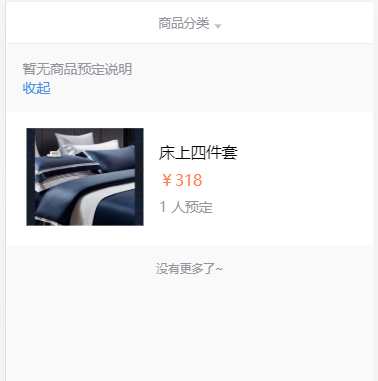 商品分类
暂无商品预定说明
收起
床上四件套
￥318
1 人预定
没有更多了~